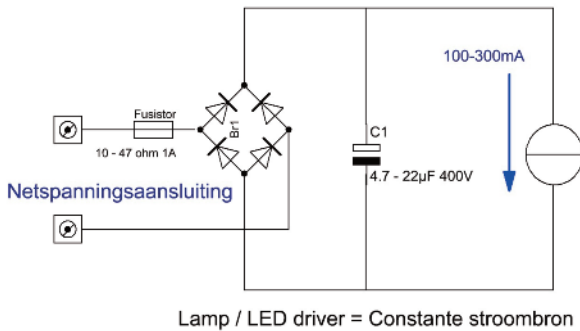 100-300mA
Fusistor
Br1
C1
10 - 47 ohm 1A
4.7 - 22µF 400V
Netspanningsaansluiting
Lamp / LED driver = Constante stroombron